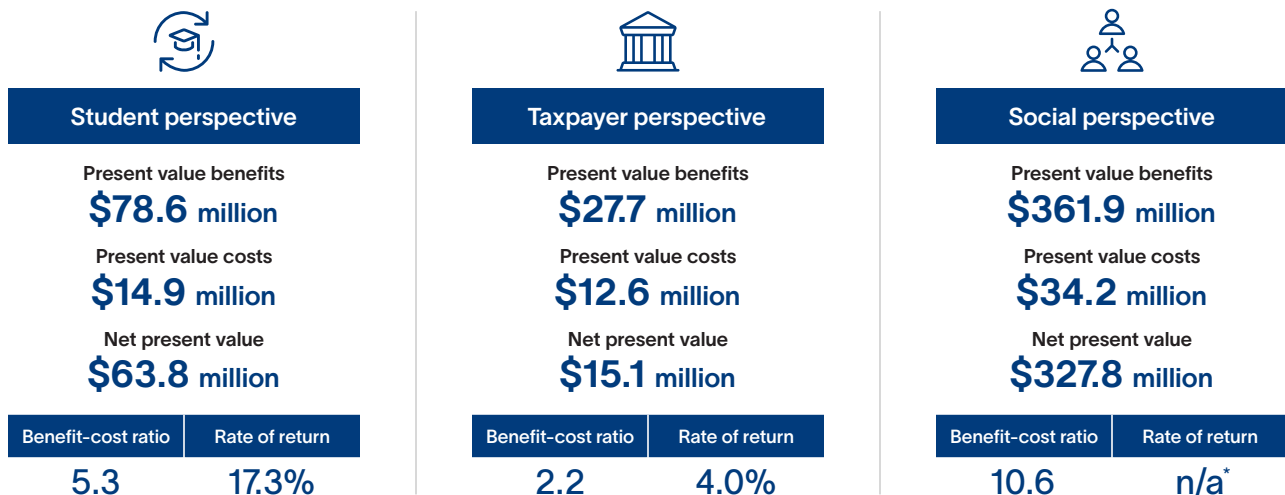 Student perspective
Present value benefits
$78.6 million
Present value costs
$14.9 million
Net present value
$63.8 million
Benefit-cost ratio Rate of return
5.3 17.3%
Taxpayer perspective
Present value benefits
$27.7 million
Present value costs
$12.6 million
Net present value
$15.1 million
Benefit-cost ratio Rate of return
2.2 4.0%
Social perspective
Present value benefits
$361.9 million
Present value costs
$34.2 million
Net present value
$327.8 million
Benefit-cost ratio Rate of return
10.6 n/a*